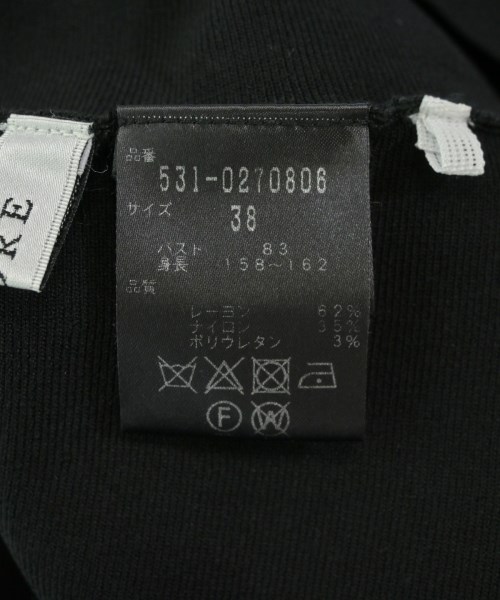 品番
531-0270806
サイズ
38
バスト 83
身長 158~162
品質
レーヨン 62%
ナイロン 35%
ポリウレタン 3%
F W
ORE